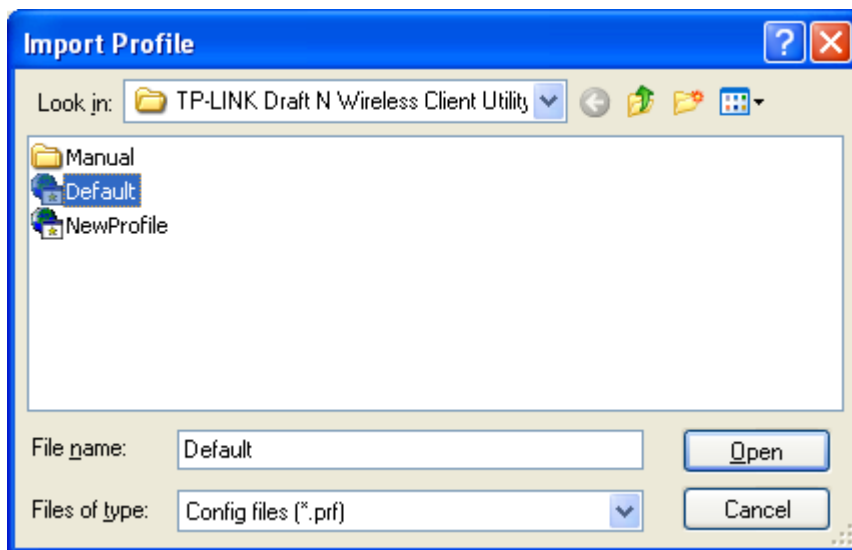 Import Profile
Look in: TP-LINK Draft N Wireless Client Utility
Manual
Default
NewProfile
File name: Default Open
Files of type: Config files (*.prf) Cancel